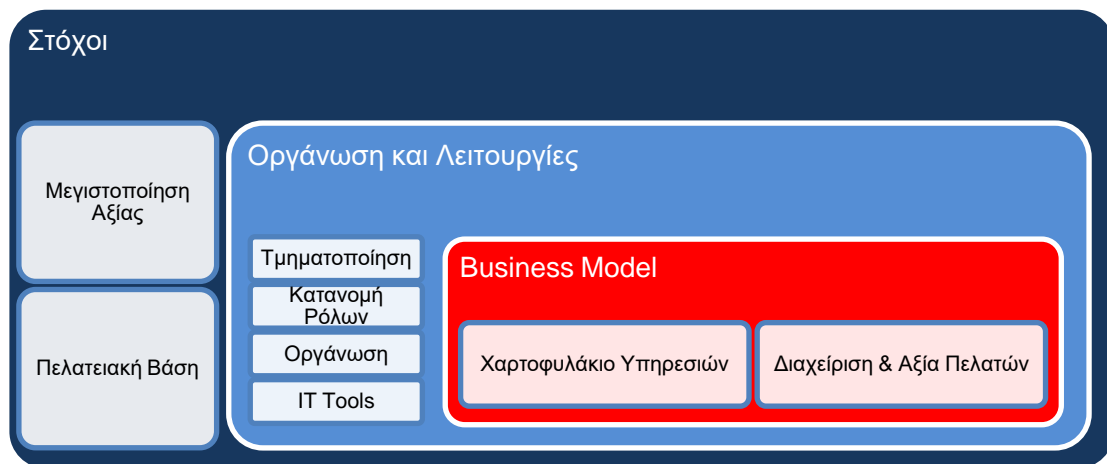 Στόχοι
Μεγιστοποίηση
Αξίας
Πελατειακή Βάση
Οργάνωση και Λειτουργίες
Τμηματοποίηση
Κατανομή
Ρόλων
Οργάνωση
IT Tools
Business Model
Χαρτοφυλάκιο Υπηρεσιών
Διαχείριση & Αξία Πελατών